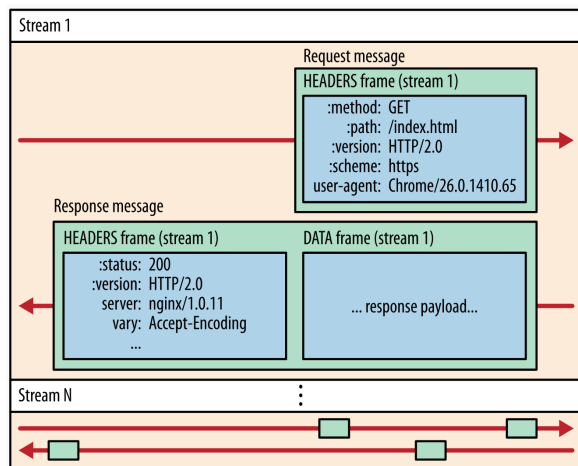 Stream 1
Request message
HEADERS frame (stream 1)
:method: GET
:path: /index.html
:version: HTTP/2.0
:scheme: https
user-agent: Chrome/26.0.1410.65
Response message
HEADERS frame (stream 1)
:status: 200
:version: HTTP/2.0
server: nginx/1.0.11
vary: Accept-Encoding
...
DATA frame (stream 1)
... response payload...
Stream N